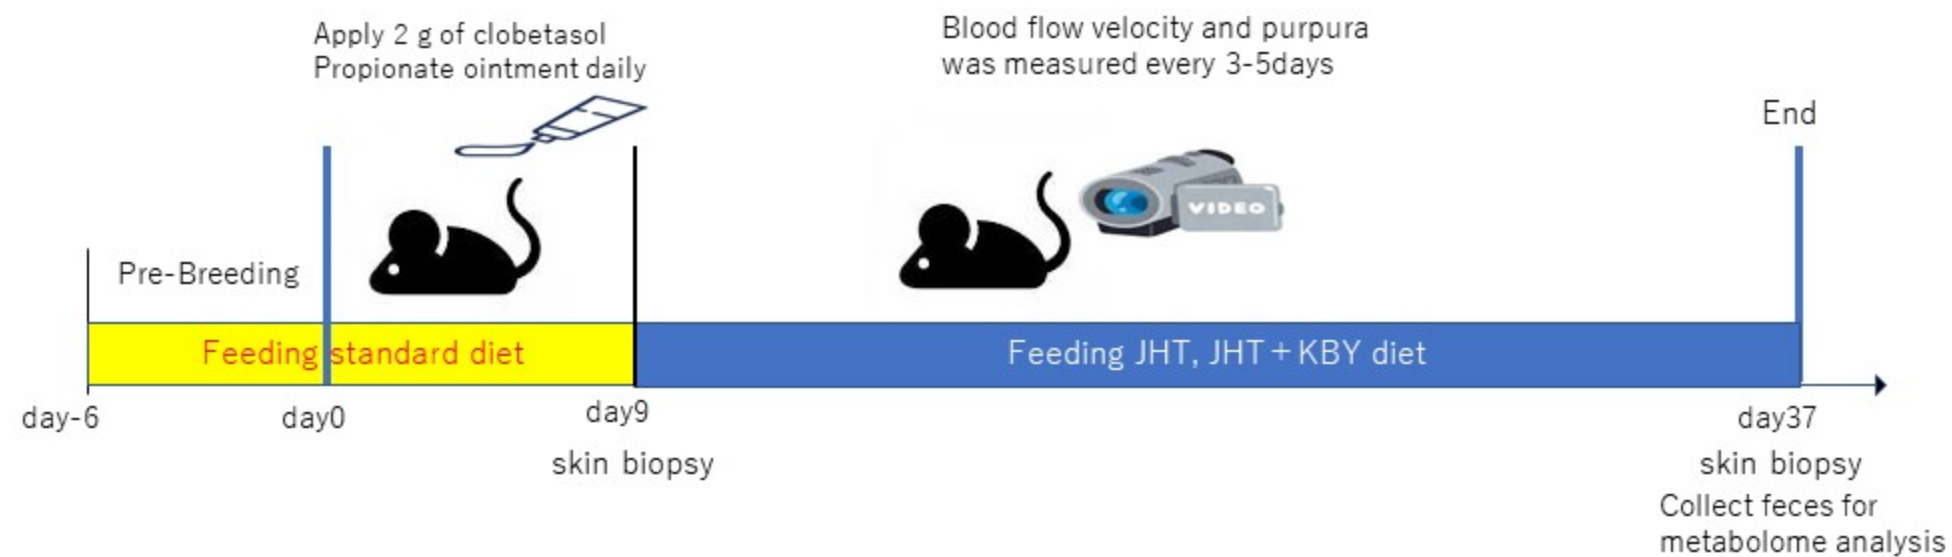 Apply 2 g of clobetasol
Propionate ointment daily
Blood flow velocity and purpura
was measured every 3-5days
End
VIDEO
Pre-Breeding
Feeding standard diet
Feeding JHT, JHT+KBY diet
day-6
day0
day9
day37
skin biopsy
skin biopsy
Collect feces for
metabolome analysis